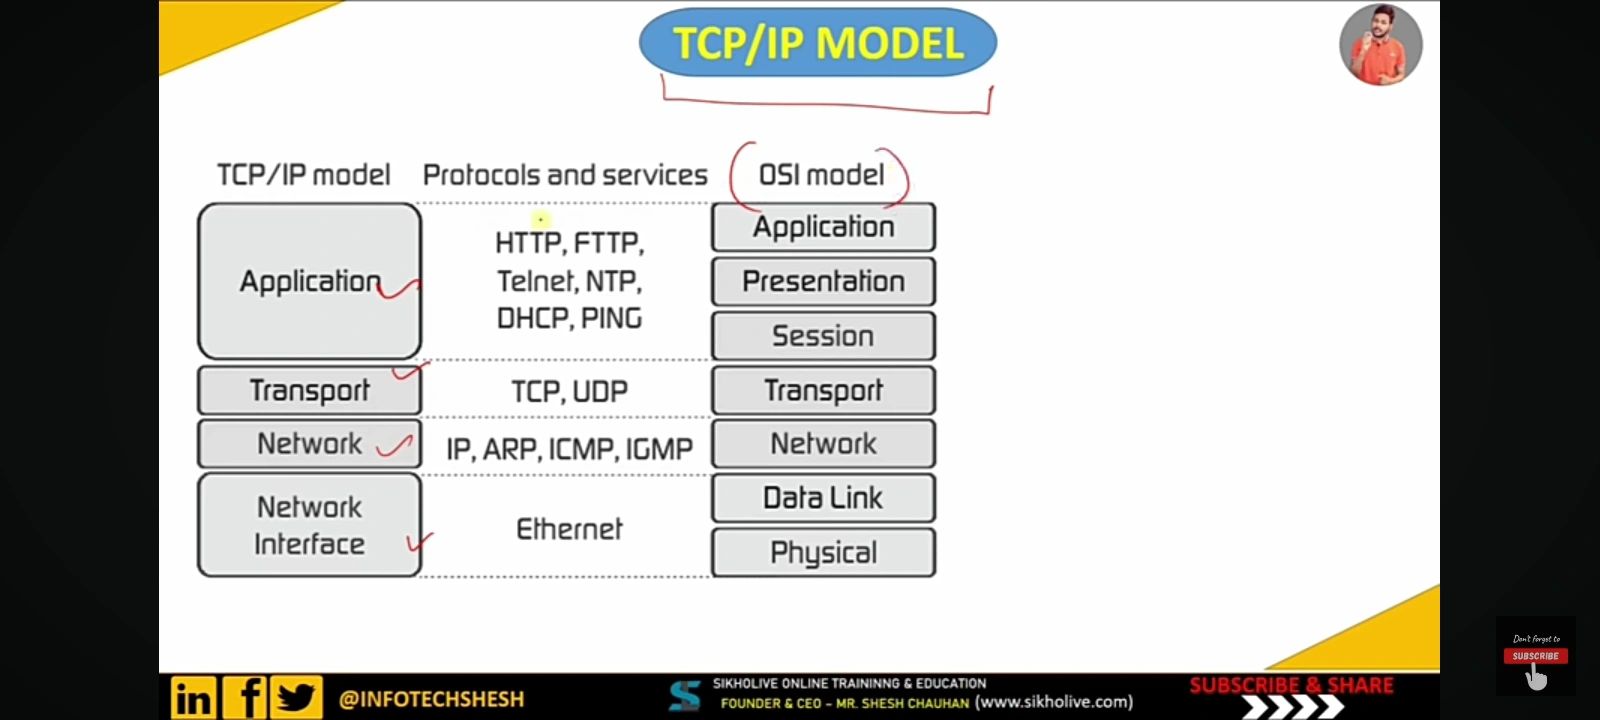 TCP/IP MODEL
TCP/IP model
Protocols and services
OSI model
Application
HTTP, FTTP,
Telnet, NTP,
DHCP, PING
Application
Presentation
Session
Transport
TCP, UDP
Transport
Network
IP, ARP, ICMP, IGMP
Network
Network
Interface
Ethernet
Data Link
Physical
Don't forget to
SUBSCRIBE
in f @INFOTECHSHESH
S SIKHOLIVE ONLINE TRAININNG & EDUCATION
FOUNDER & CEO - MR. SHESH CHAUHAN (www.sikholive.com)
SUBSCRIBE & SHARE